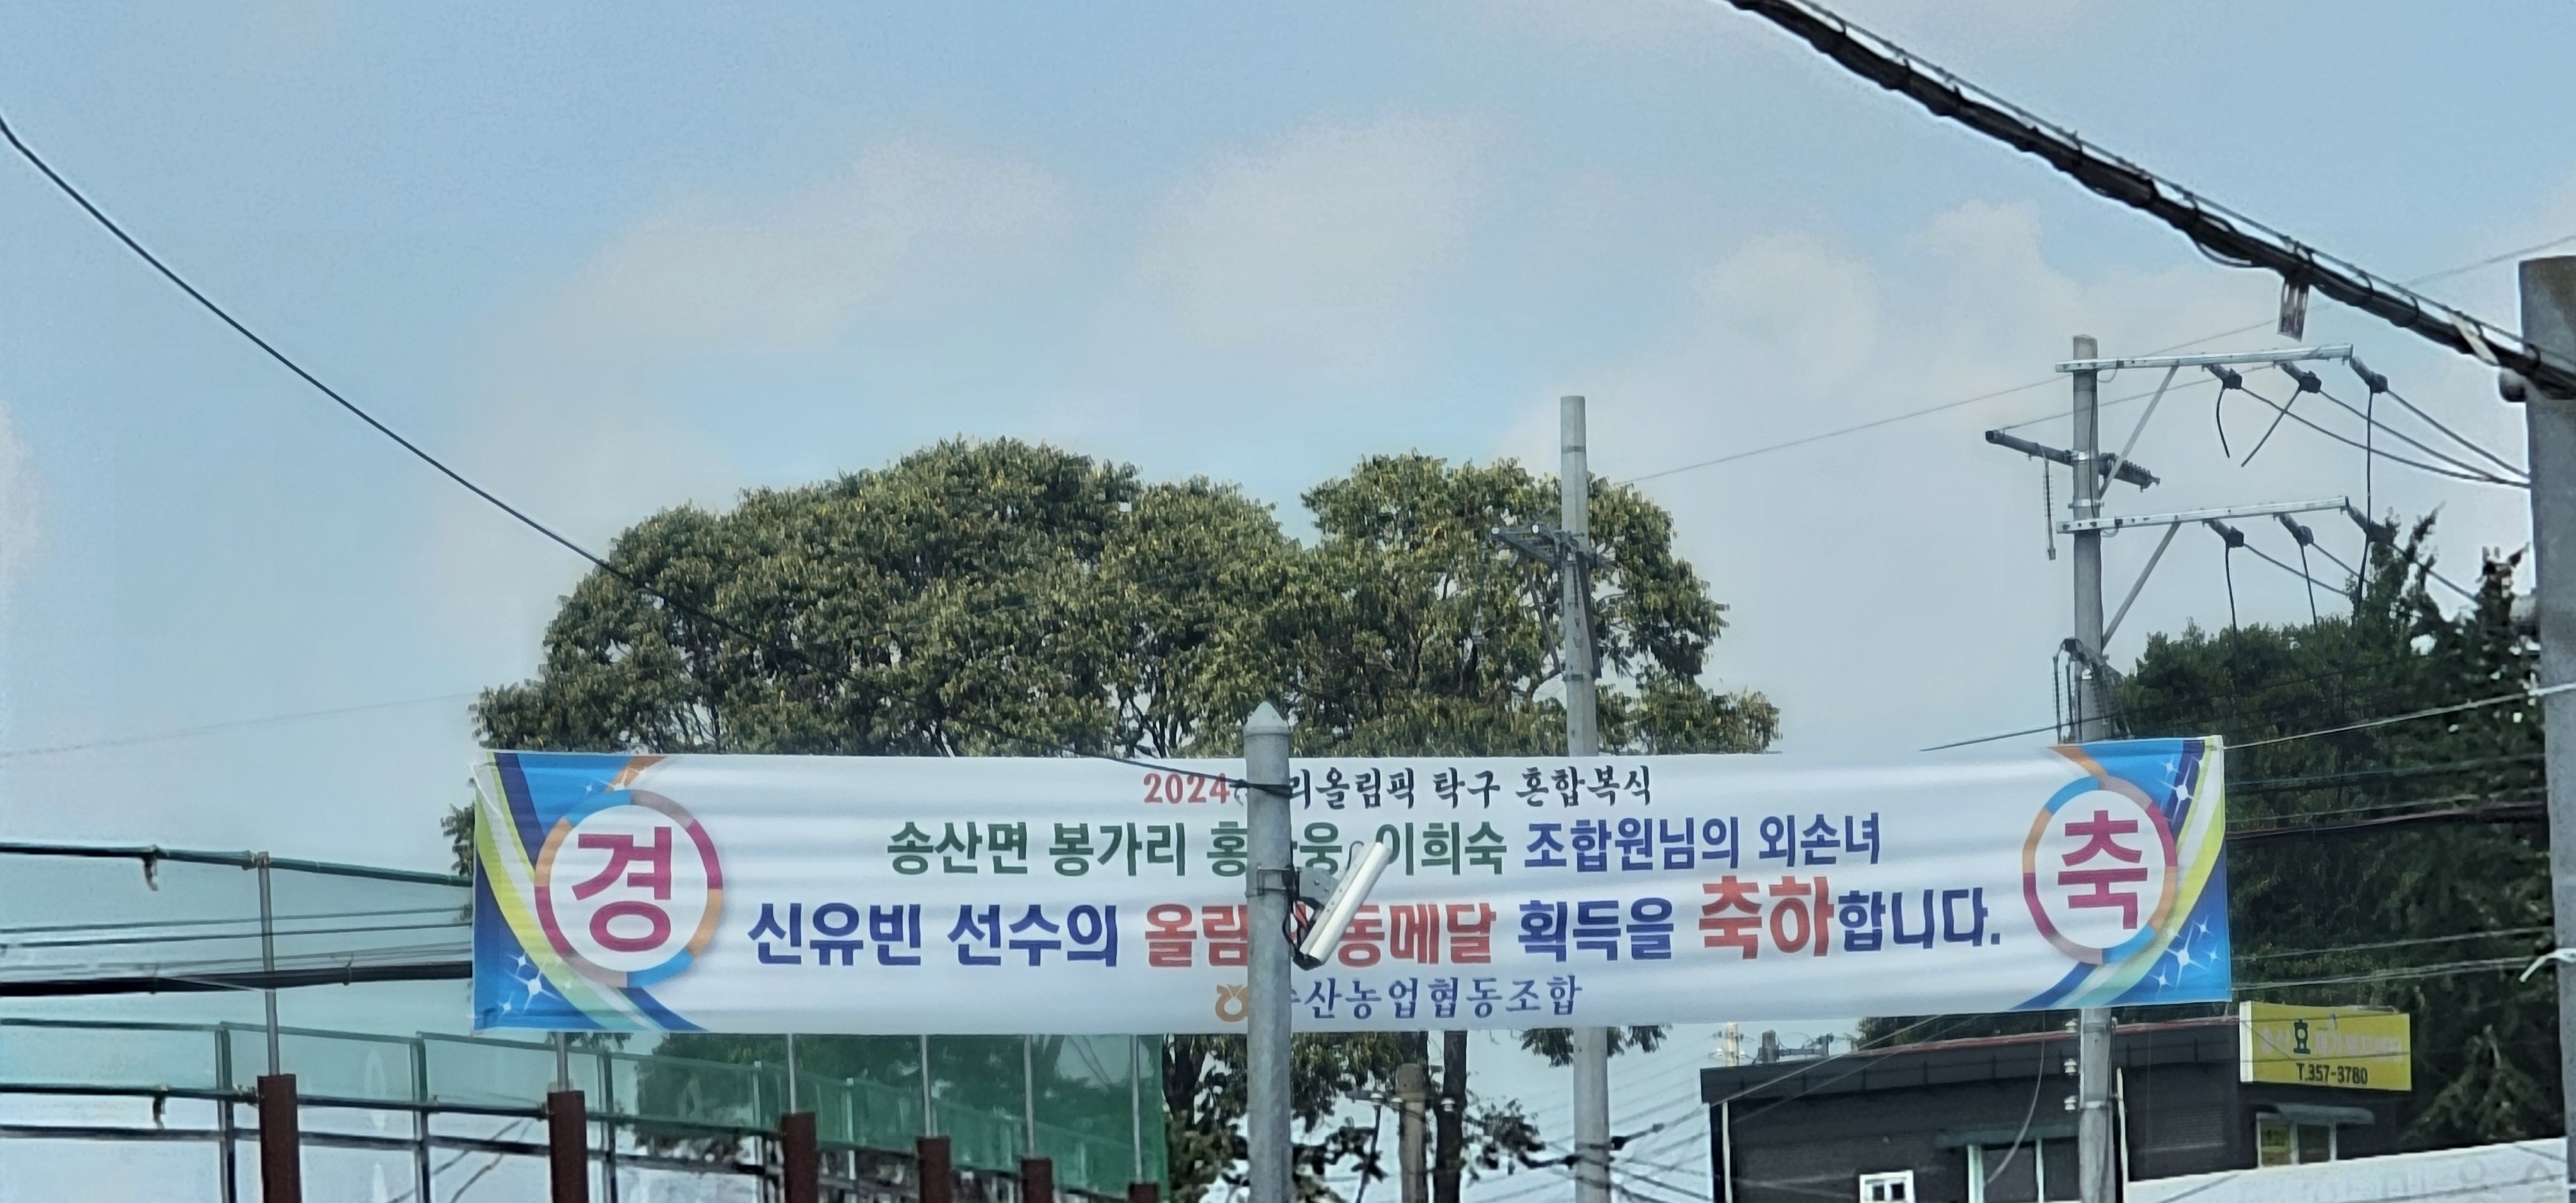 경
2024 리올림픽 탁구 혼합복식
송산면 봉가리 이희숙 조합원님의 외손녀
신유빈 선수의 동메달 획득을 축하합니다.
산농업협동조합
축
T.357-3780